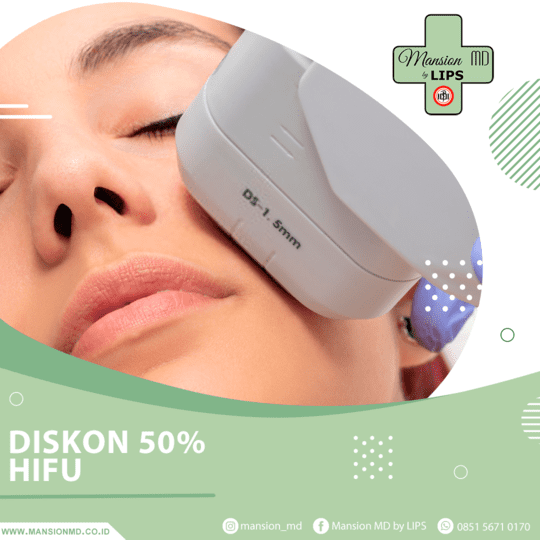 Mansion MD
by LIPS
DS-1.5mm
DISKON 50%
HIFU
WWW.MANSIONMD.CO.ID
mansion_md
Mansion MD by LIPS
0851 5671 0170